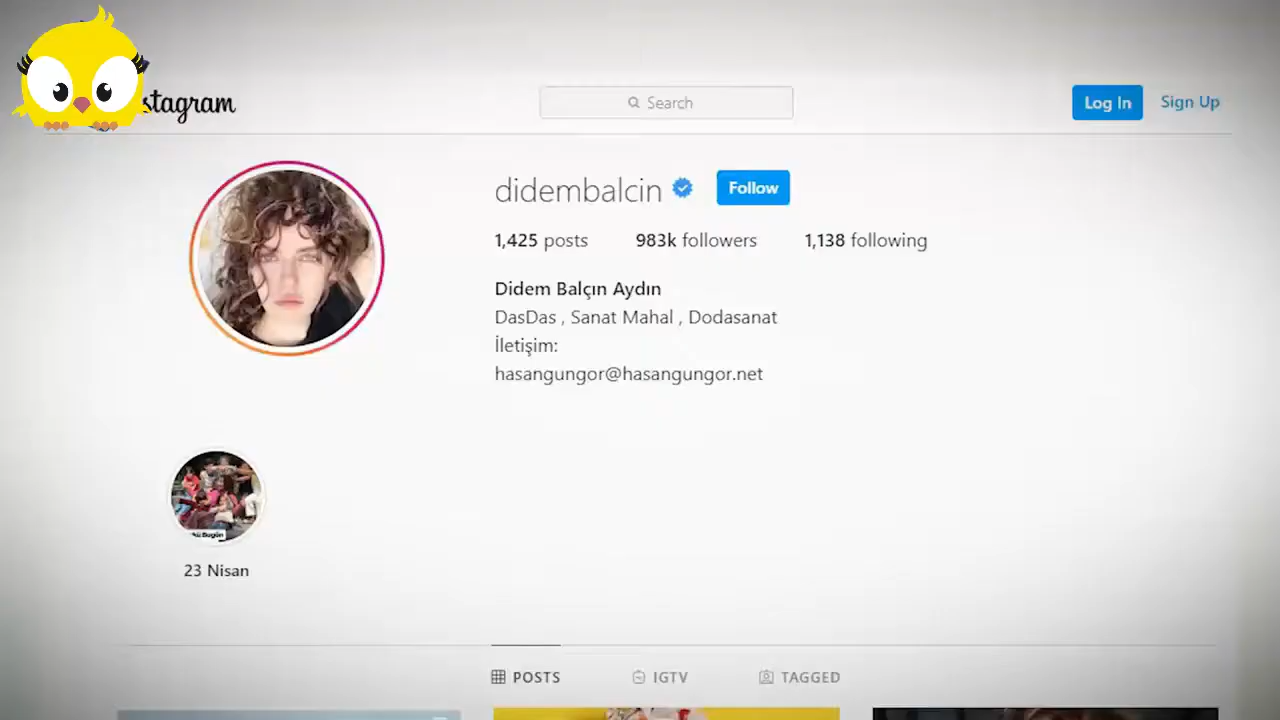 stagram
Search
Log In
Sign Up
didembalcin
Follow
1,425 posts
983k followers
1,138 following
Didem Balçın Aydın
DasDas , Sanat Mahal , Dodasanat
İletişim:
hasangungor@hasangungor.net
Bugün
23 Nisan
POSTS
IGTV
TAGGED